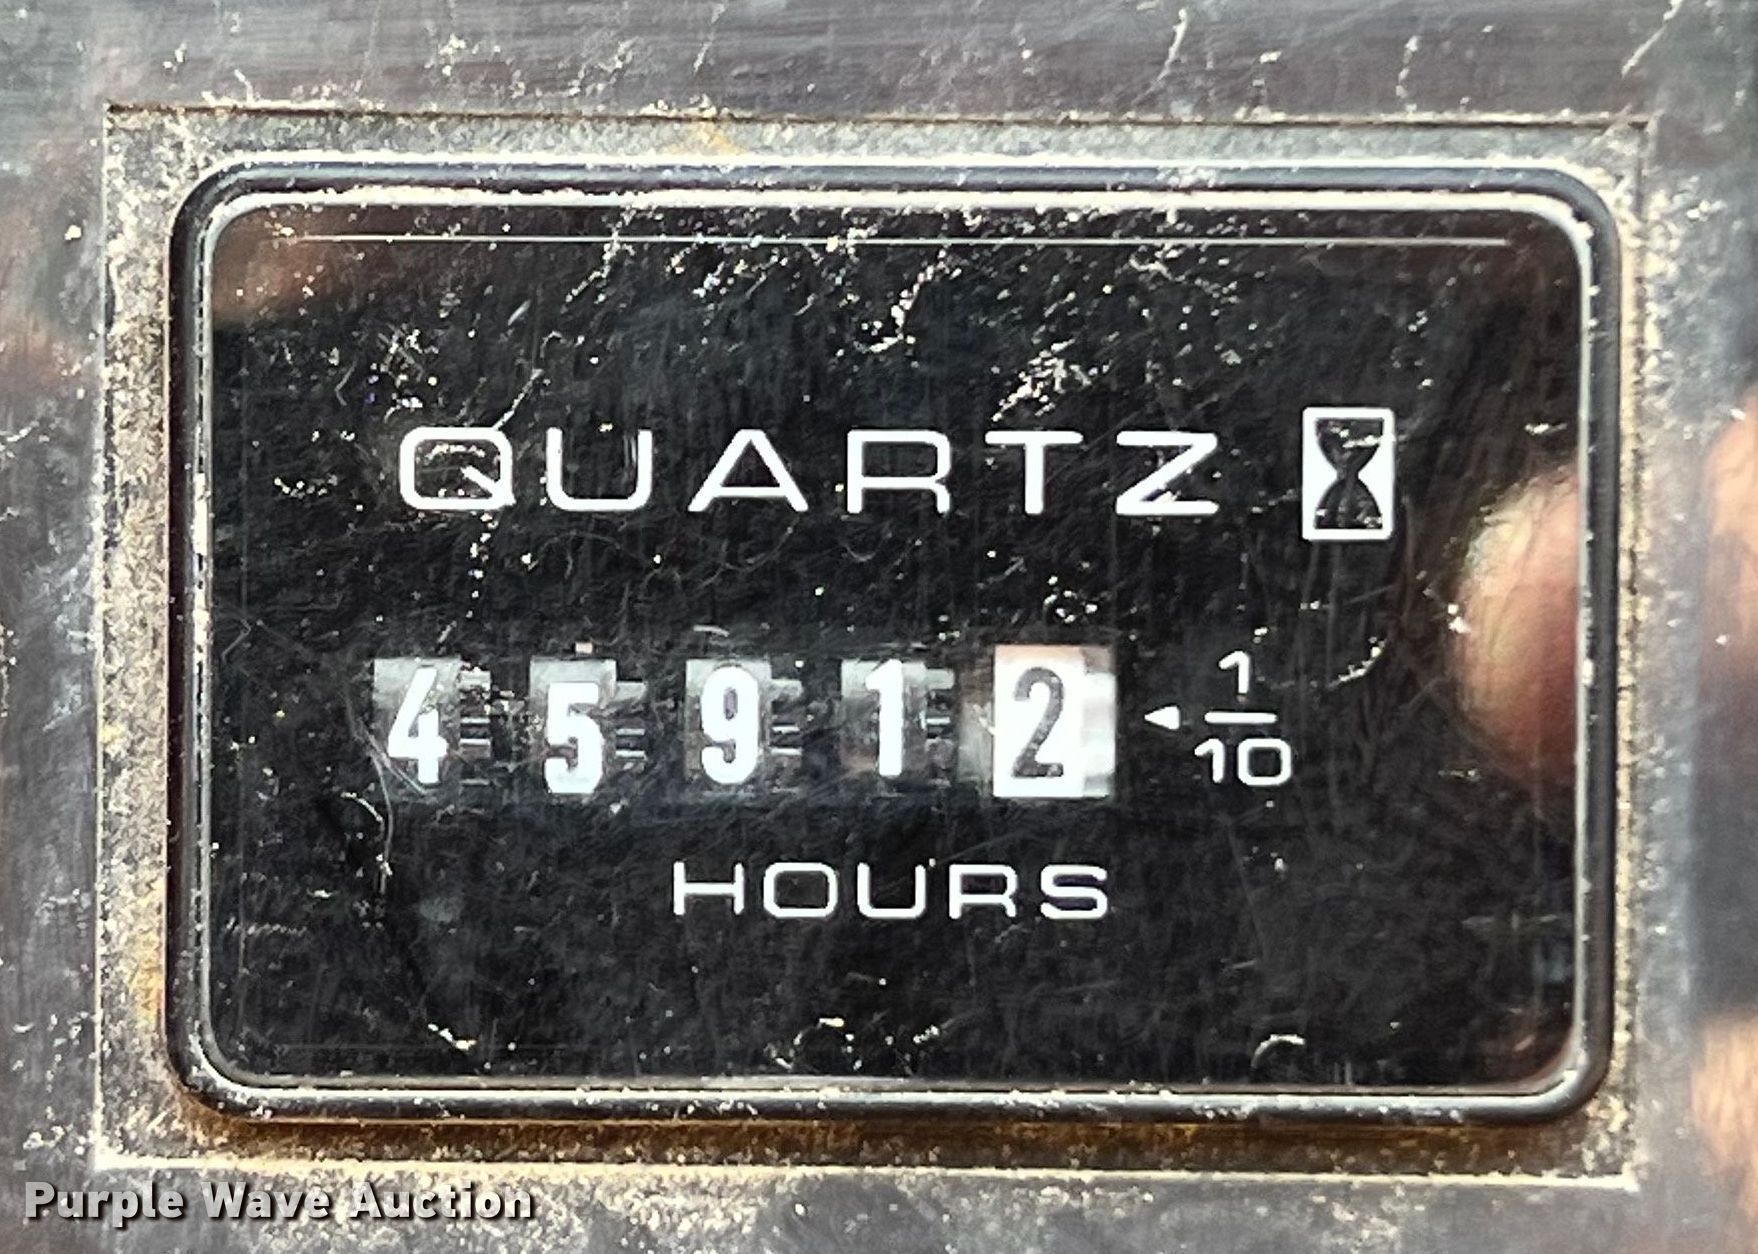 QUARTZ
45912 ◄ 1/10
HOURS
Purple Wave Auction